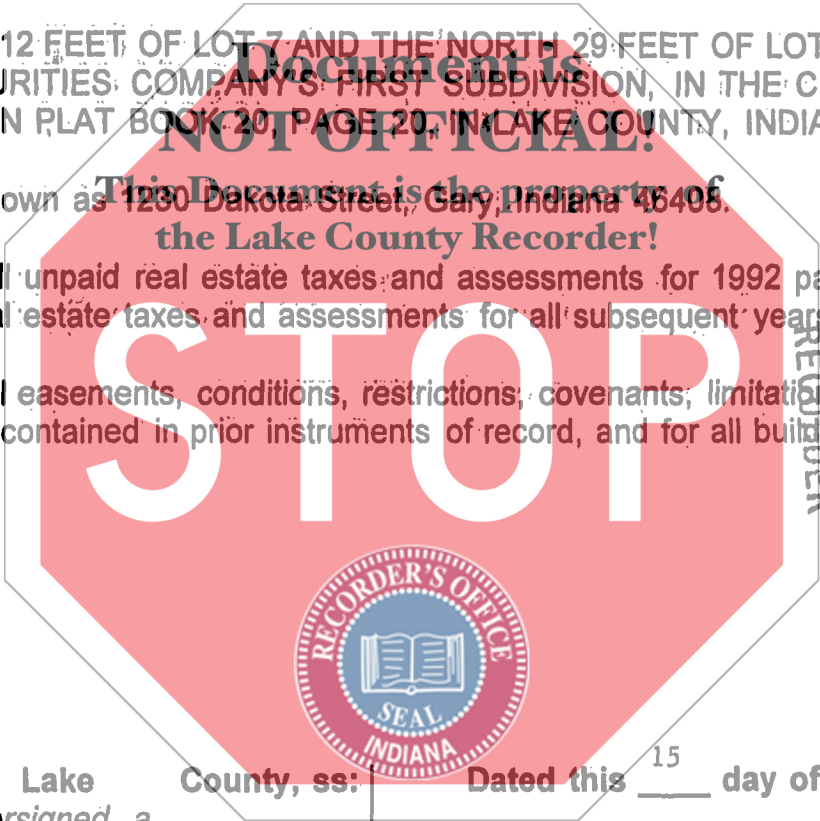 12 FEET OF LOT 7 AND THE NORTH 29 FEET OF LOT
Document is
URITIES COMPANY'S FIRST SUBDIVISION, IN THE C
N PLAT BOOK 20, PAGE 20, IN LAKE COUNTY, INDIA
NOT OFFICIAL!
This Document is the property of
own as 1230 Dakota Street, Gary, Indiana 46408.
the Lake County Recorder!
l unpaid real estate taxes and assessments for 1992 pa
l estate taxes and assessments for all subsequent years
RECORDER
STOP
l easements, conditions, restrictions, covenants, limitatio
contained in prior instruments of record, and for all build
RECORDER'S OFFICE
SEAL
INDIANA
Lake County, ss: Dated this 15 day of
rsigned, a